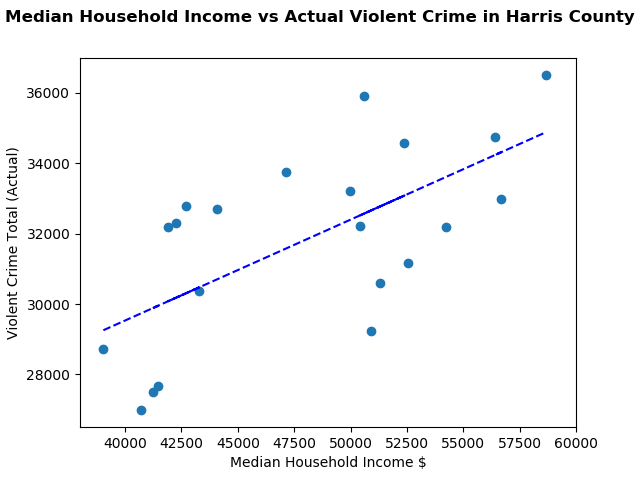 Median Household Income vs Actual Violent Crime in Harris County
Violent Crime Total (Actual)
36000
34000
32000
30000
28000
40000 42500 45000 47500 50000 52500 55000 57500 60000
Median Household Income $